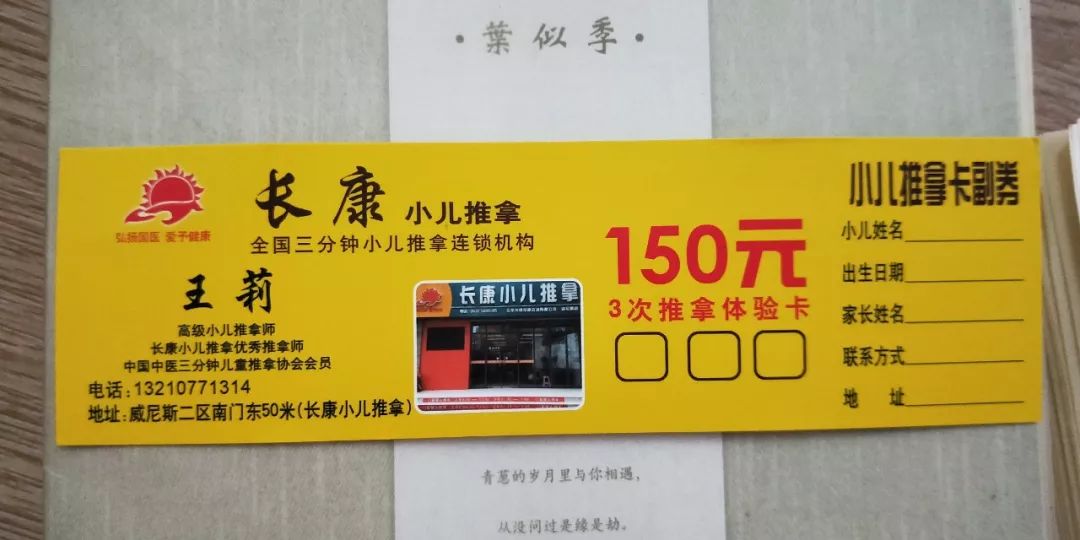 ·葉似季·
弘扬国医 爱予健康
长康 小儿推拿
全国三分钟小儿推拿连锁机构
王莉
高级小儿推拿师
长康小儿推拿优秀推拿师
中国中医三分钟儿童推拿协会会员
电话:13210771314
地址:威尼斯二区南门东50米(长康小儿推拿)
长康小儿推拿
150元
3次推拿体验卡
小儿推拿卡副券
小儿姓名
出生日期
家长姓名
联系方式
地 址
青葱的岁月里与你相遇,
从没问过是缘是劫。